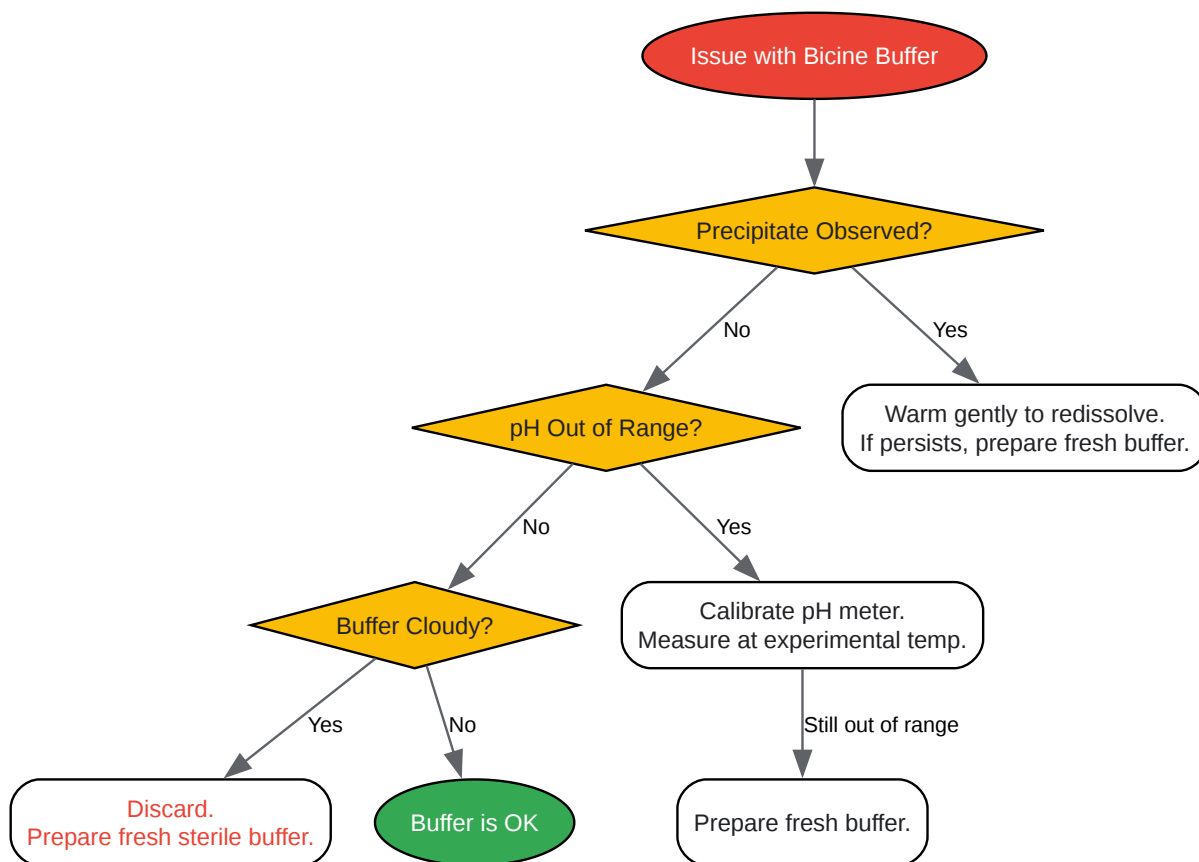 Issue with Bicine Buffer
Precipitate Observed?
No
Yes
pH Out of Range?
Warm gently to redissolve.
If persists, prepare fresh buffer.
No
Yes
Buffer Cloudy?
Calibrate pH meter.
Measure at experimental temp.
Yes
No
Still out of range
Discard.
Prepare fresh sterile buffer.
Buffer is OK
Prepare fresh buffer.